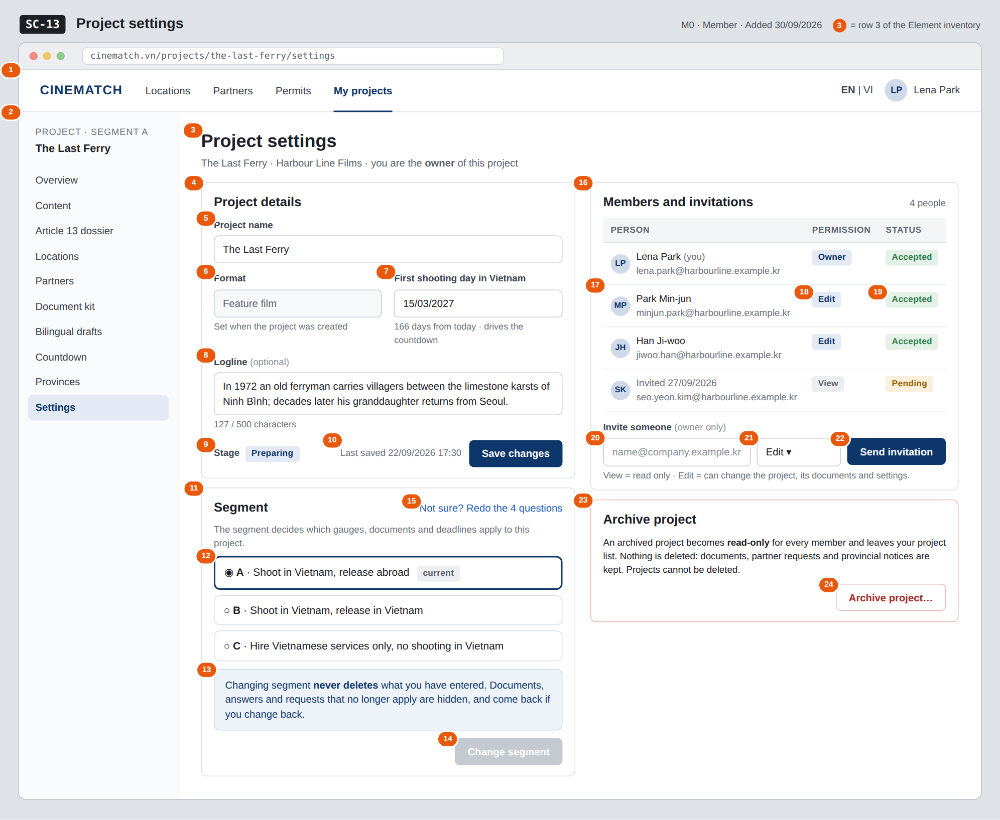 SC-13 Project settings
M0 · Member · Added 30/09/2026 3 = row 3 of the Element inventory
cinematch.vn/projects/the-last-ferry/settings
1
CINEMATCH Locations Partners Permits My projects EN | VI LP Lena Park
2
PROJECT · SEGMENT A
The Last Ferry
Overview
Content
Article 13 dossier
Locations
Partners
Document kit
Bilingual drafts
Countdown
Provinces
Settings
3
Project settings
The Last Ferry · Harbour Line Films · you are the owner of this project
4
Project details
5
Project name
The Last Ferry
6
Format
Feature film
Set when the project was created
7
First shooting day in Vietnam
15/03/2027
166 days from today · drives the
countdown
8
Logline (optional)
In 1972 an old ferryman carries villagers between the limestone karsts of
Ninh Bình; decades later his granddaughter returns from Seoul.
127 / 500 characters
9
Stage Preparing
10
Last saved 22/09/2026 17:30 Save changes
11
Segment
15
Not sure? Redo the 4 questions
The segment decides which gauges, documents and deadlines apply to this
project.
12
◉ A · Shoot in Vietnam, release abroad current
○ B · Shoot in Vietnam, release in Vietnam
○ C · Hire Vietnamese services only, no shooting in Vietnam
13
Changing segment never deletes what you have entered. Documents,
answers and requests that no longer apply are hidden, and come back if
you change back.
14
Change segment
16
Members and invitations 4 people
PERSON PERMISSION STATUS
LP Lena Park (you) Owner Accepted
lena.park@harbourline.example.kr
17
18
19
MP Park Min-jun Edit Accepted
minjun.park@harbourline.example.kr
JH Han Ji-woo Edit Accepted
jiwoo.han@harbourline.example.kr
SK Invited 27/09/2026 View Pending
seo.yeon.kim@harbourline.example.kr
Invite someone (owner only)
20
21
22
name@company.example.kr Edit ▾ Send invitation
View = read only · Edit = can change the project, its documents and settings.
23
Archive project
An archived project becomes read-only for every member and leaves your project
list. Nothing is deleted: documents, partner requests and provincial notices are
kept. Projects cannot be deleted.
24
Archive project…